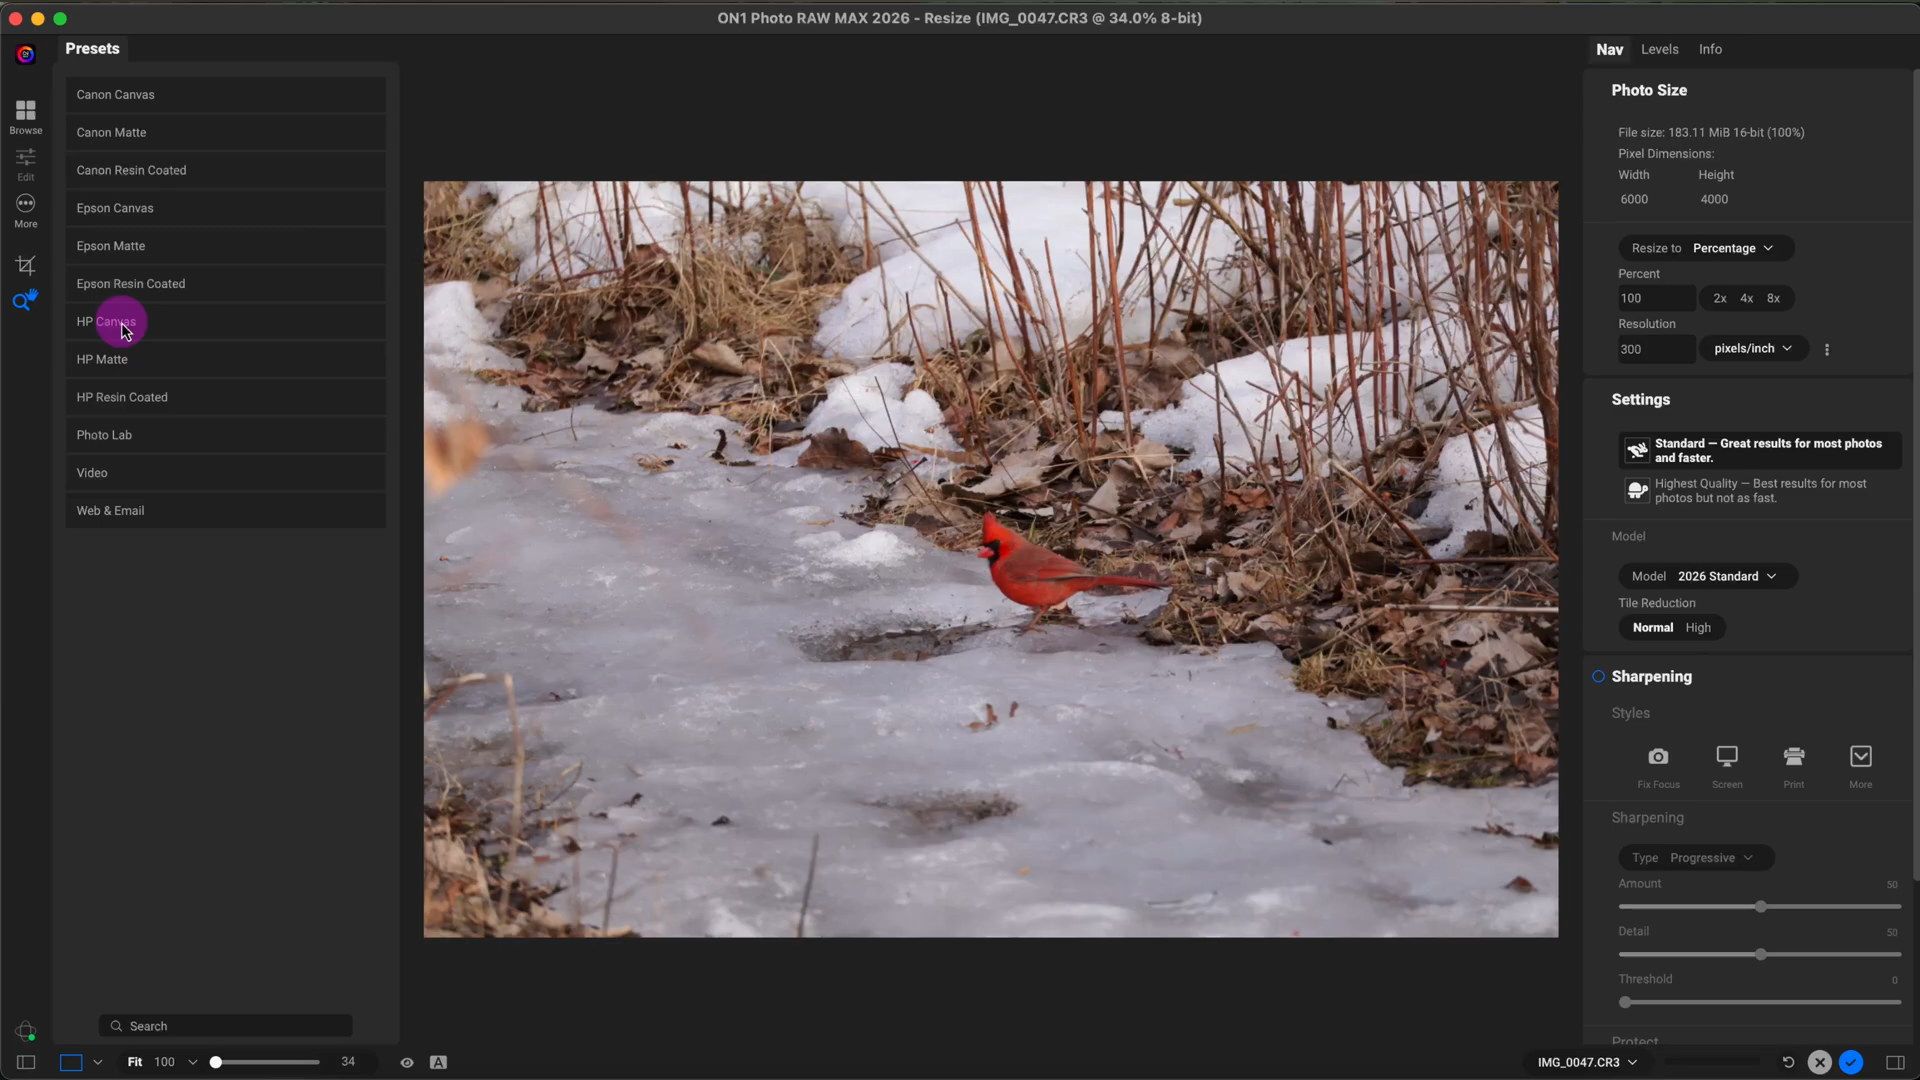 ON1 Photo RAW MAX 2026 - Resize (IMG_0047.CR3 @ 34.0% 8-bit)
Presets
Browse
Edit
More
Canon Canvas
Canon Matte
Canon Resin Coated
Epson Canvas
Epson Matte
Epson Resin Coated
HP Canvas
HP Matte
HP Resin Coated
Photo Lab
Video
Web & Email
Search
Fit 100
34
A
Nav Levels Info
Photo Size
File size: 183.11 MiB 16-bit (100%)
Pixel Dimensions:
Width Height
6000 4000
Resize to Percentage
Percent
100 2x 4x 8x
Resolution
300 pixels/inch
Settings
Standard — Great results for most photos
and faster.
Highest Quality — Best results for most
photos but not as fast.
Model
Model 2026 Standard
Tile Reduction
Normal High
Sharpening
Styles
Fix Focus Screen Print More
Sharpening
Type Progressive
Amount 50
Detail 50
Threshold 0
Protect
IMG_0047.CR3